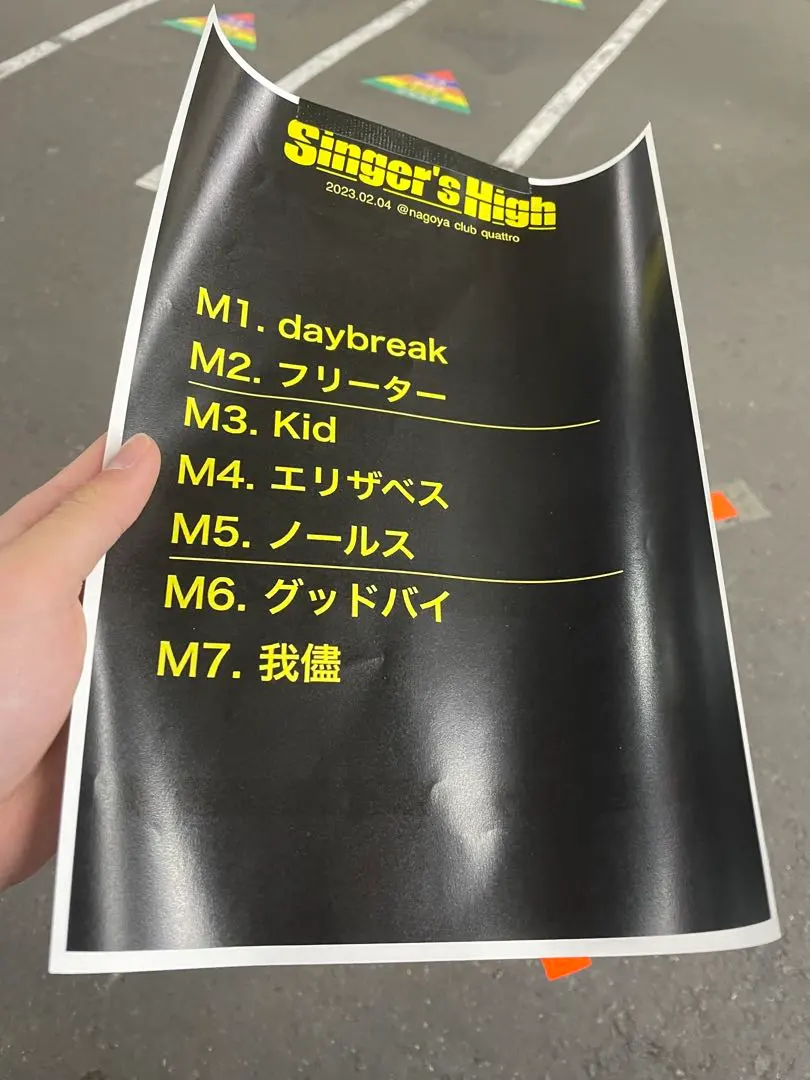 Singer's High
2023.02.04 @nagoya club quattro
M1. daybreak
M2. フリーター
M3. Kid
M4. エリザベス
M5. ノールス
M6. グッドバイ
M7. 我儘